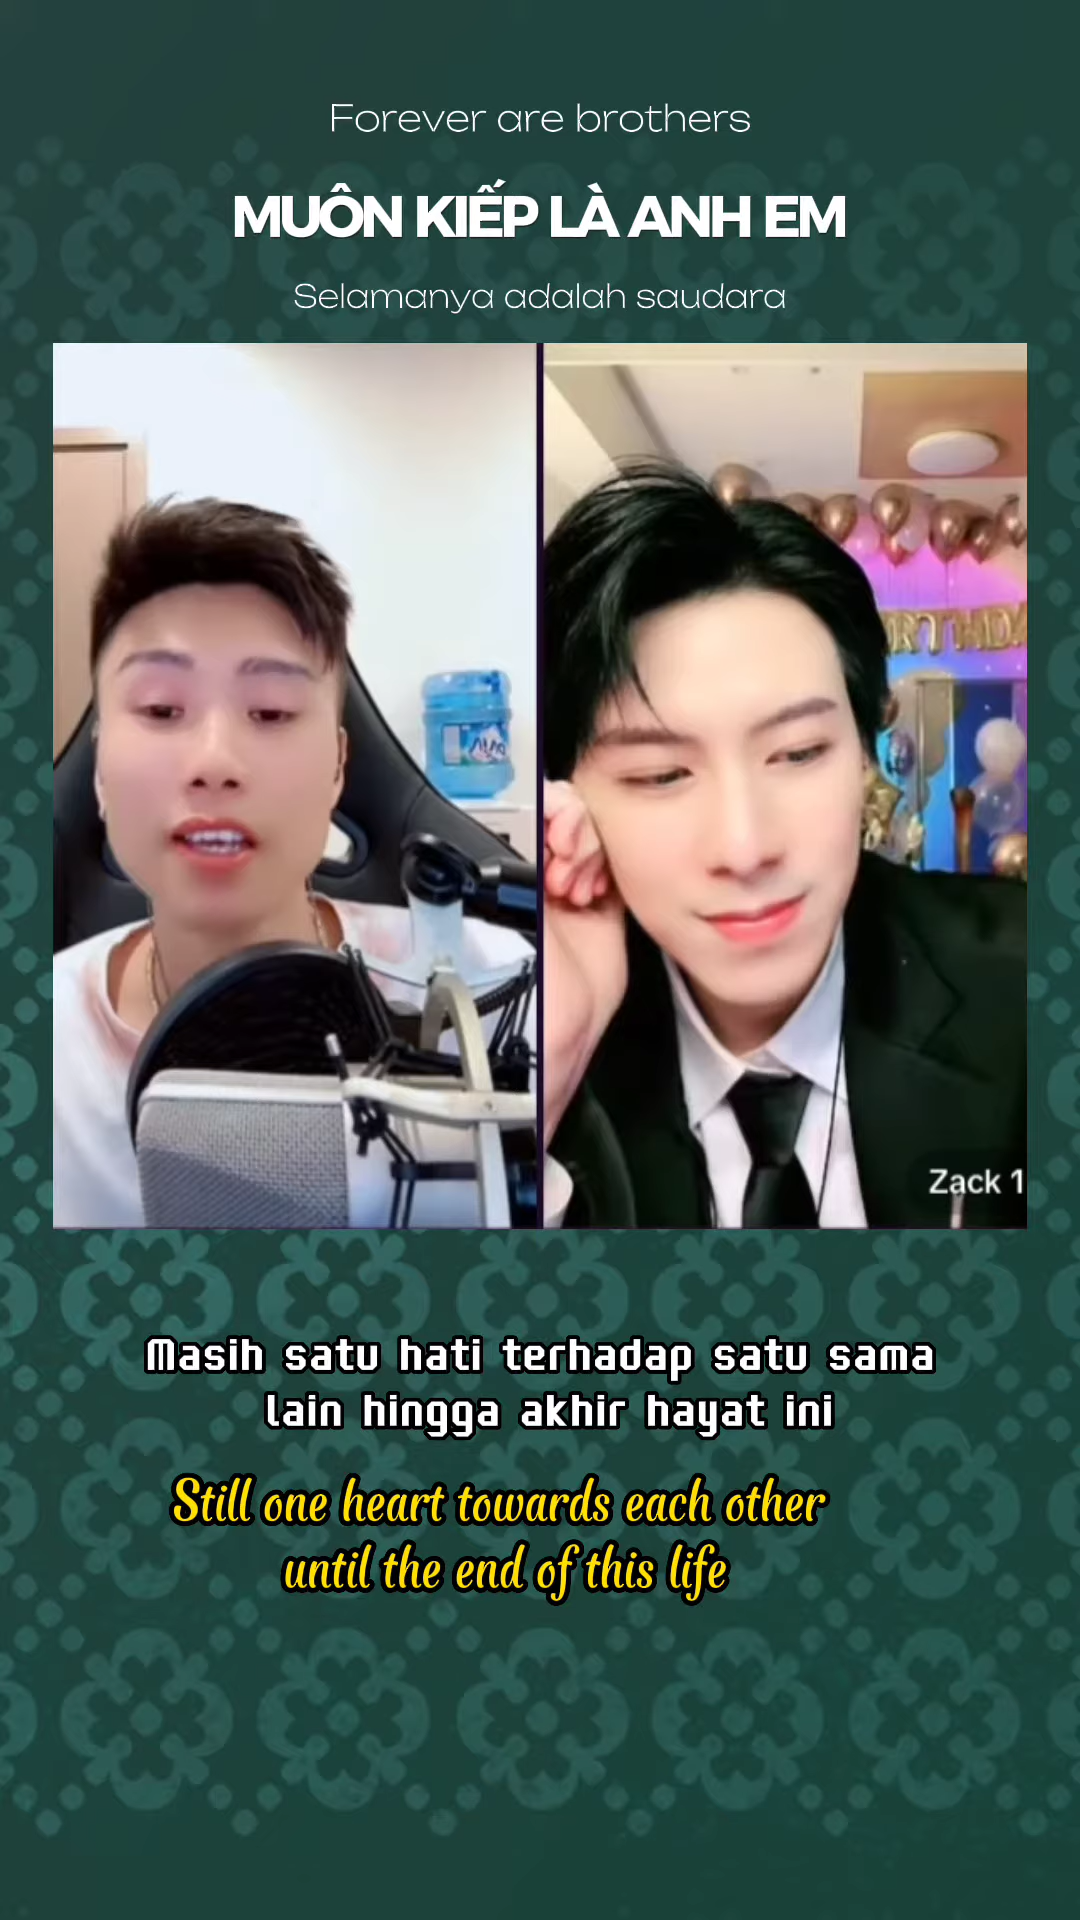 Forever are brothers
MUÔN KIẾP LÀ ANH EM
Selamanya adalah saudara
Zack 1
Masih satu hati terhadap satu sama
lain hingga akhir hayat ini
Still one heart towards each other
until the end of this life